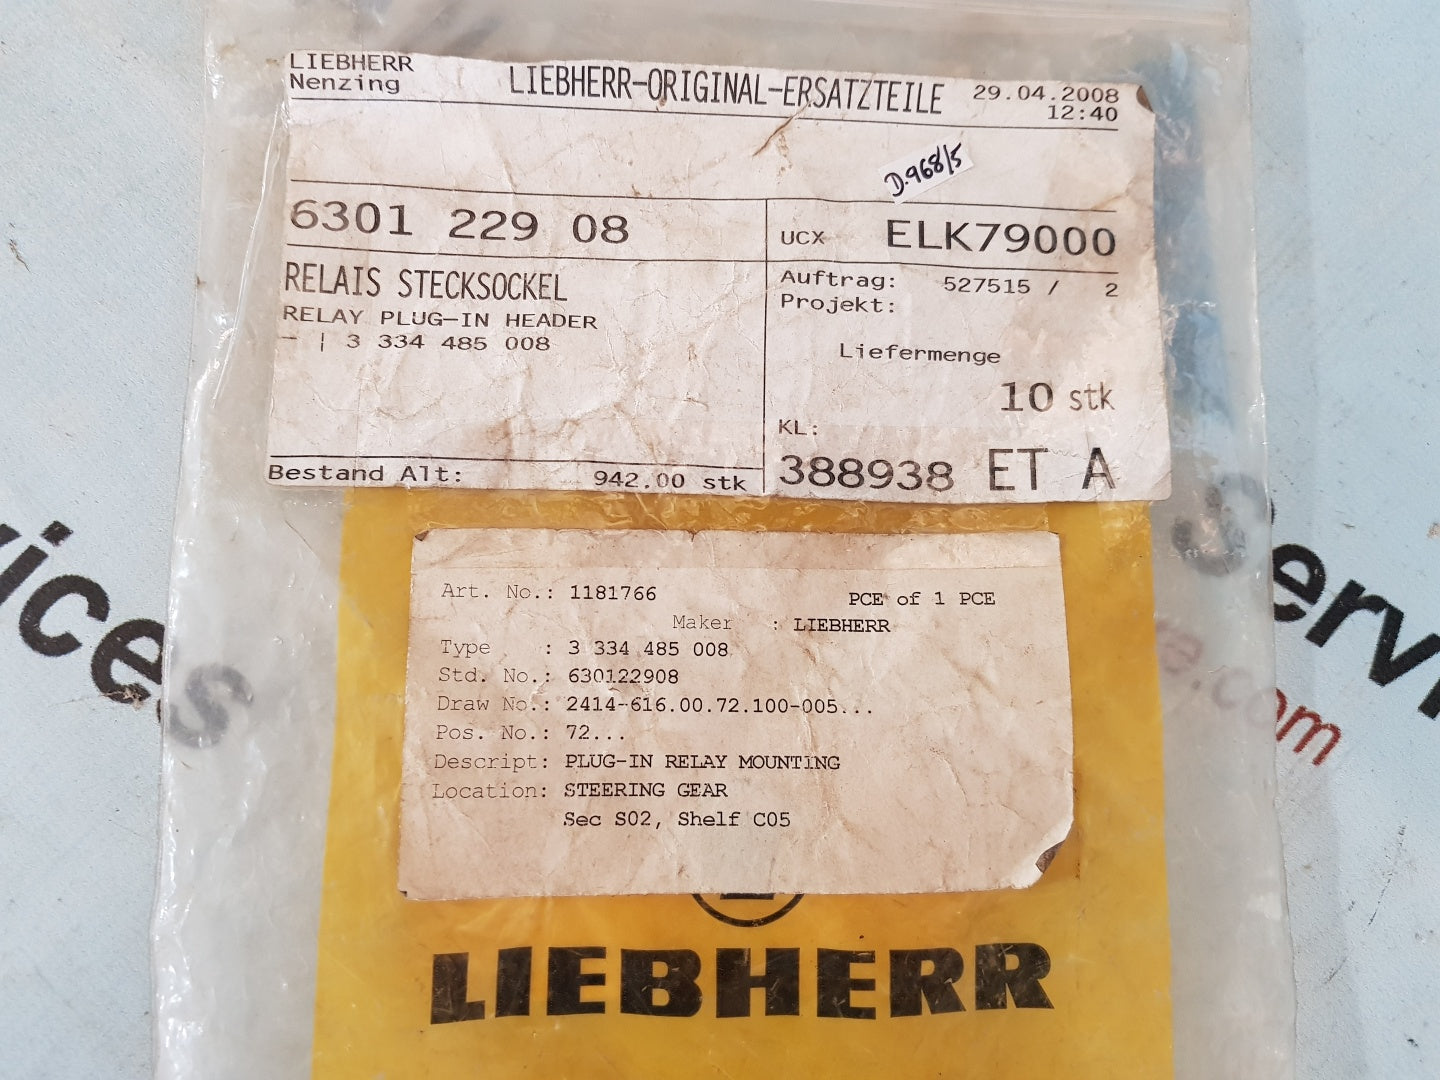 LIEBHERR
Nenzing
LIEBHERR-ORIGINAL-ERSATZTEILE
29.04.2008
12:40
D.968/5
6301 229 08
UCX ELK79000
RELAIS STECKSOCKEL
RELAY PLUG-IN HEADER
- | 3 334 485 008
Auftrag: 527515 / 2
Projekt:
Liefermenge
10 stk
KL:
388938 ET A
Bestand Alt: 942.00 stk
Art. No.: 1181766 PCE of 1 PCE
Maker : LIEBHERR
Type : 3 334 485 008
Std. No.: 630122908
Draw No.: 2414-616.00.72.100-005...
Pos. No.: 72...
Descript: PLUG-IN RELAY MOUNTING
Location: STEERING GEAR
Sec S02, Shelf C05
LIEBHERR
vices
Serv
e.com